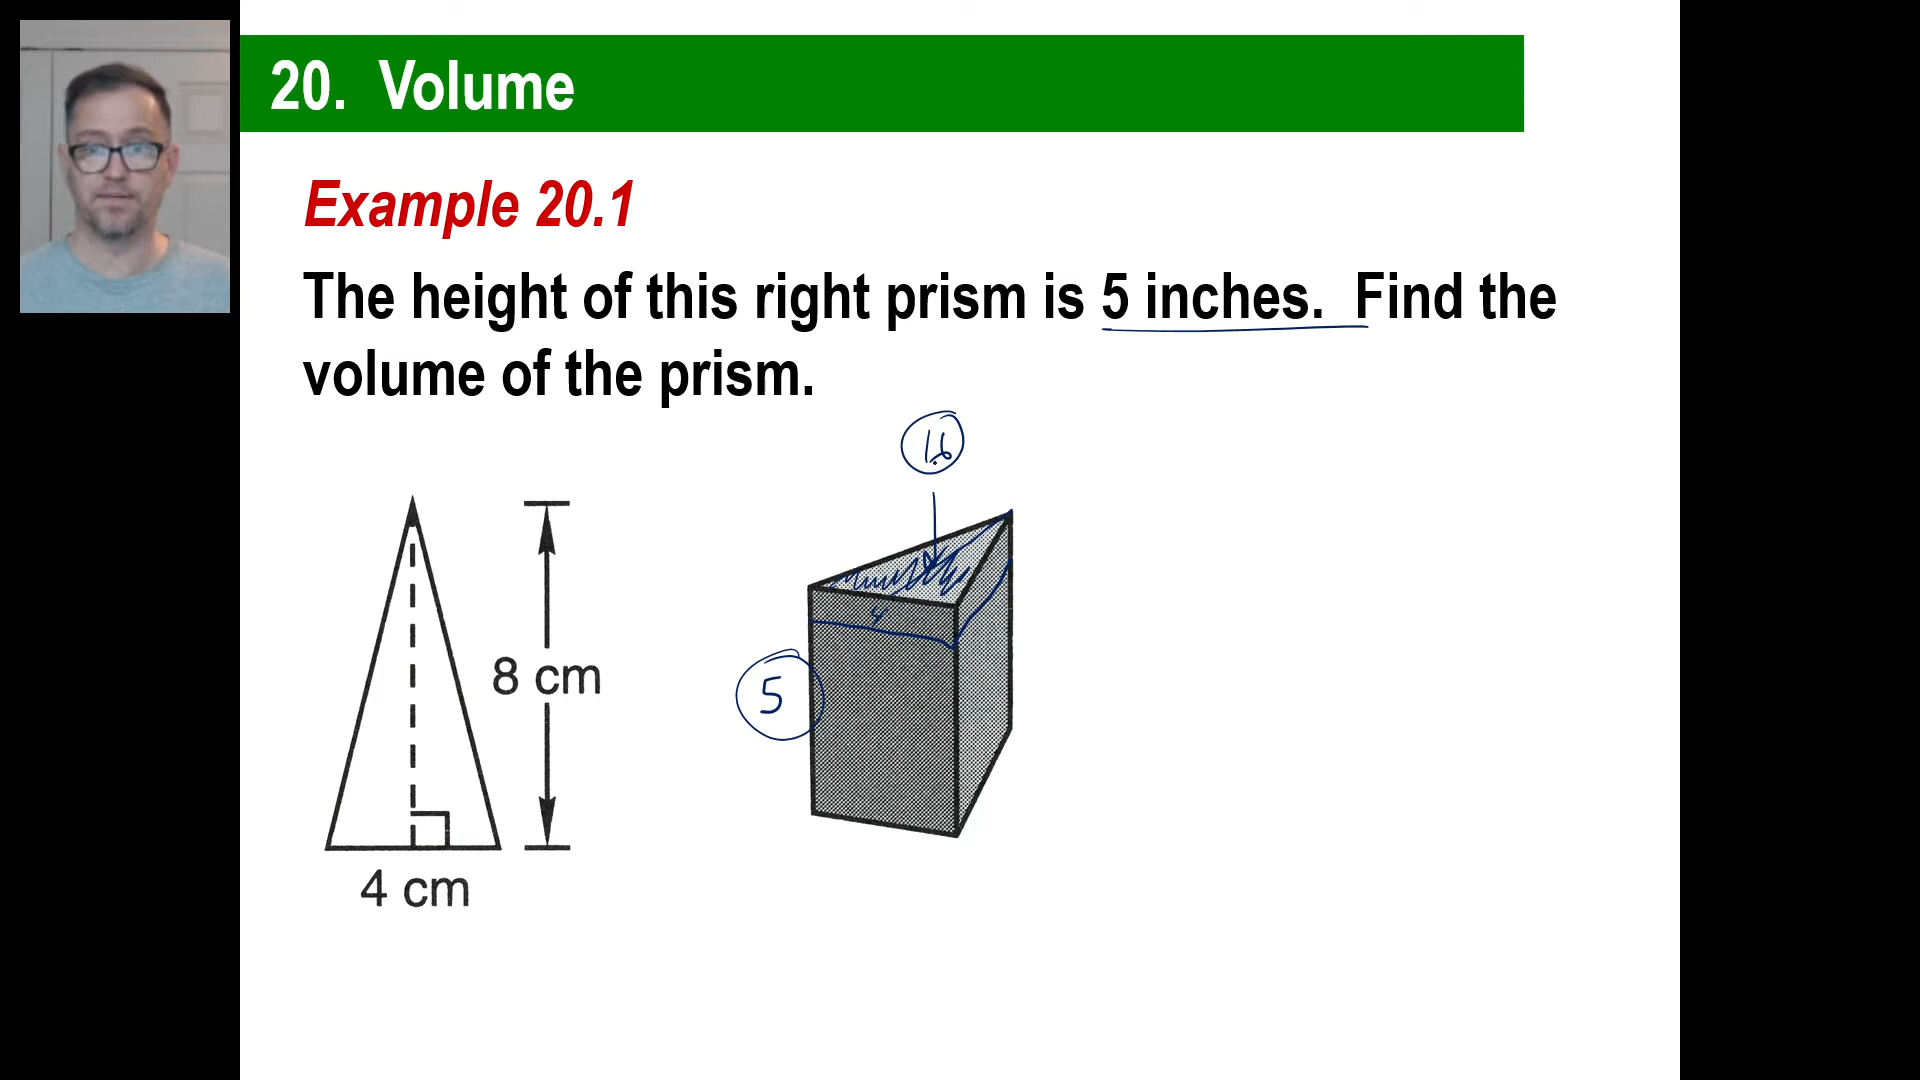 20. Volume
Example 20.1
The height of this right prism is 5 inches. Find the
volume of the prism.
16
8 cm
4
5
4 cm